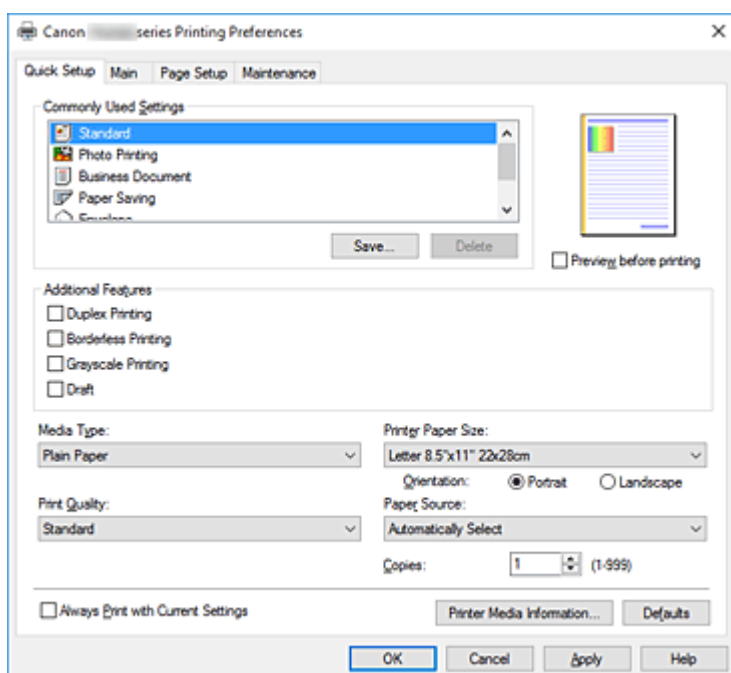 Canon series Printing Preferences
Quick Setup Main Page Setup Maintenance
Commonly Used Settings
Standard
Photo Printing
Business Document
Paper Saving
Save... Delete
Preview before printing
Additional Features
Duplex Printing
Borderless Printing
Grayscale Printing
Draft
Media Type: Printer Paper Size:
Plain Paper Letter 8.5"x11" 22x28cm
Orientation: Portrait Landscape
Print Quality: Paper Source:
Standard Automatically Select
Copies: 1 (1-999)
Always Print with Current Settings Printer Media Information... Defaults
OK Cancel Apply Help